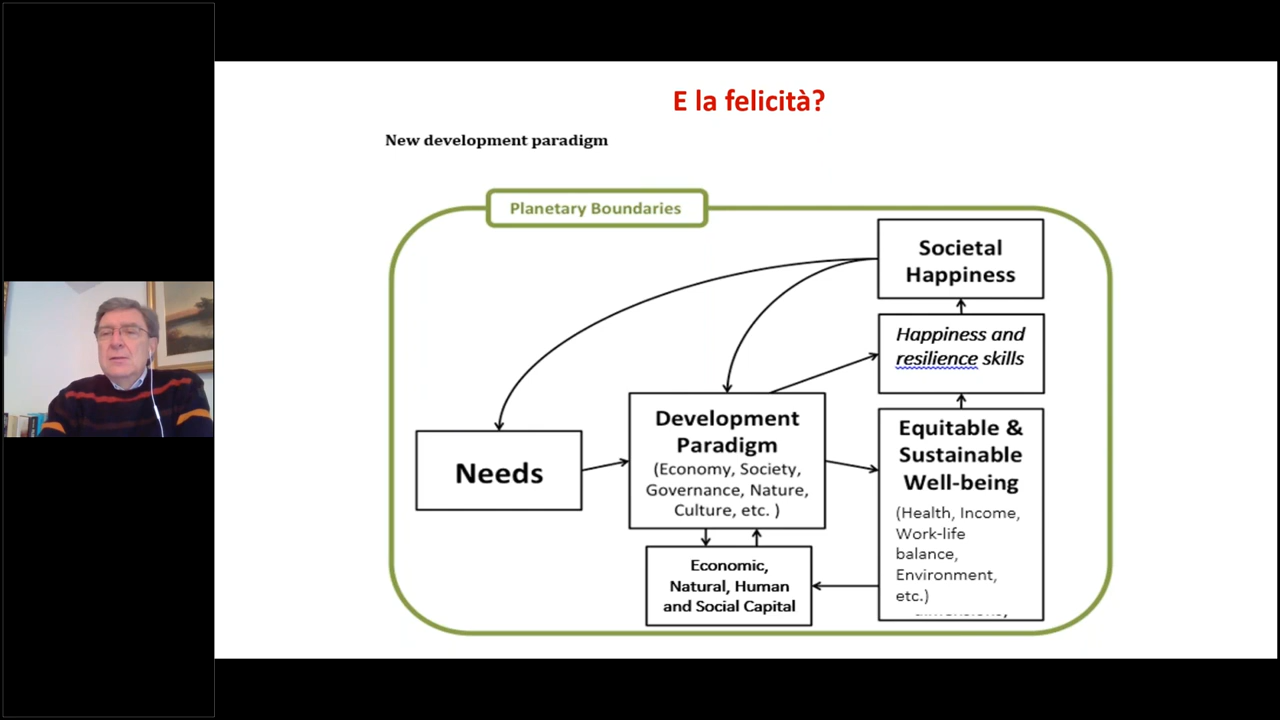 E la felicità?
New development paradigm
Planetary Boundaries
Societal
Happiness
Happiness and
resilience skills
Development
Paradigm
(Economy, Society,
Governance, Nature,
Culture, etc. )
Needs
Equitable &
Sustainable
Well-being
(Health, Income,
Work-life
balance,
Environment,
etc.)
Economic,
Natural, Human
and Social Capital